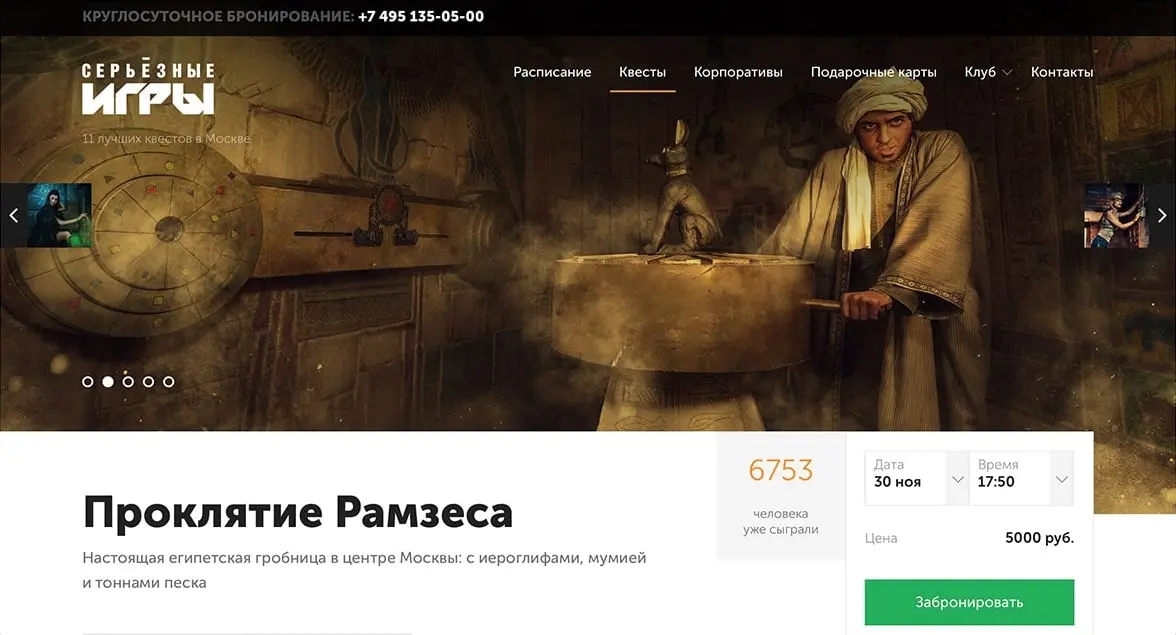 КРУГЛОСУТОЧНОЕ БРОНИРОВАНИЕ: +7 495 135-05-00
СЕРЬЁЗНЫЕ
ИГРЫ
11 лучших квестов в Москве
Расписание Квесты Корпоративы Подарочные карты Клуб Контакты
Проклятие Рамзеса
Настоящая египетская гробница в центре Москвы: с иероглифами, мумией
и тоннами песка
6753
человека
уже сыграли
Дата Время
30 ноя 17:50
Цена 5000 руб.
Забронировать